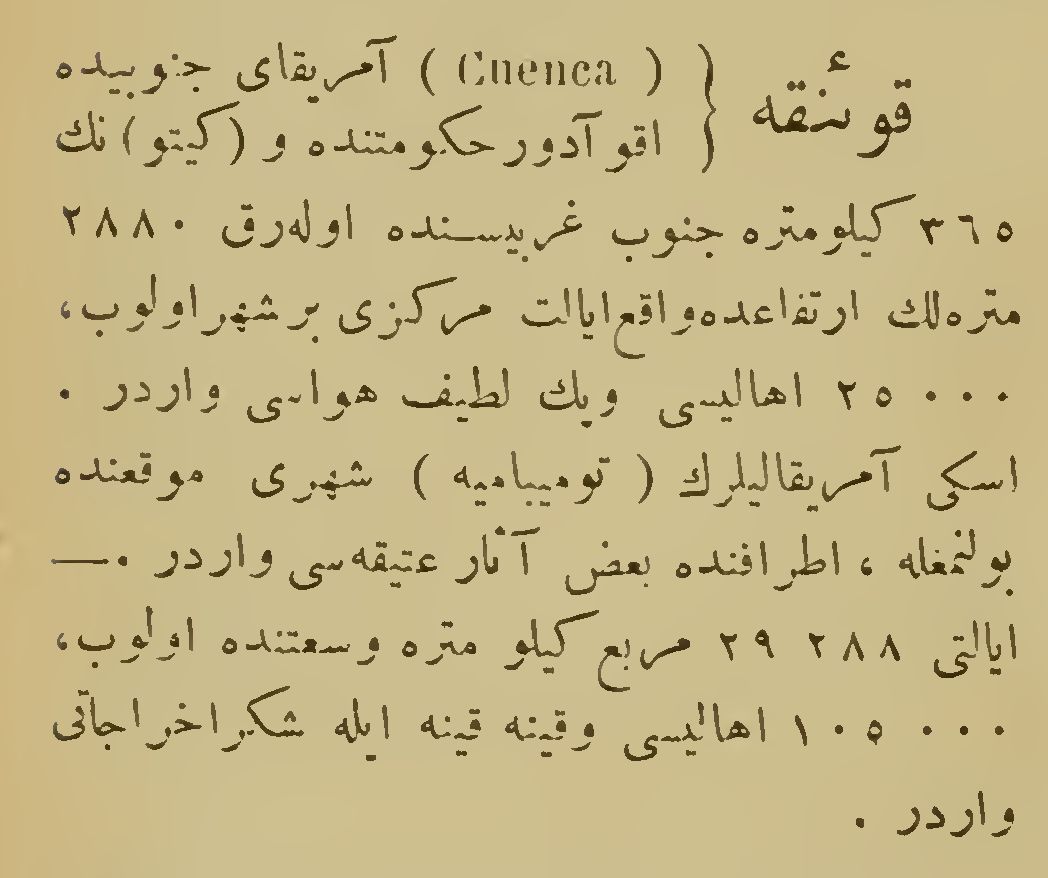 قوئنقه } ( Cuenca ) آمریقای جنوبیده
اقوآدور حکومتنده و (کیتو) نك
٣٦٥ کیلومتره جنوب غربیسنده اوله‌رق ٢٨٨٠
متره‌لك ارتفاعده واقع ایالت مرکزی بر شهر اولوب،
٢٥٠٠٠ اهالیسی وپك لطیف هواسی واردر .
اسکی آمریقالیلرك ( تومیبامبه ) شهری موقعنده
بولنمغله ، اطرافنده بعض آثار عتیقه‌سی واردر .—
ایالتی ٢٩٢٨٨ مربع کیلو متره وسعتنده اولوب،
١٠٥٠٠٠ اهالیسی وقینه قینه ایله شکر اخراجاتی
واردر .